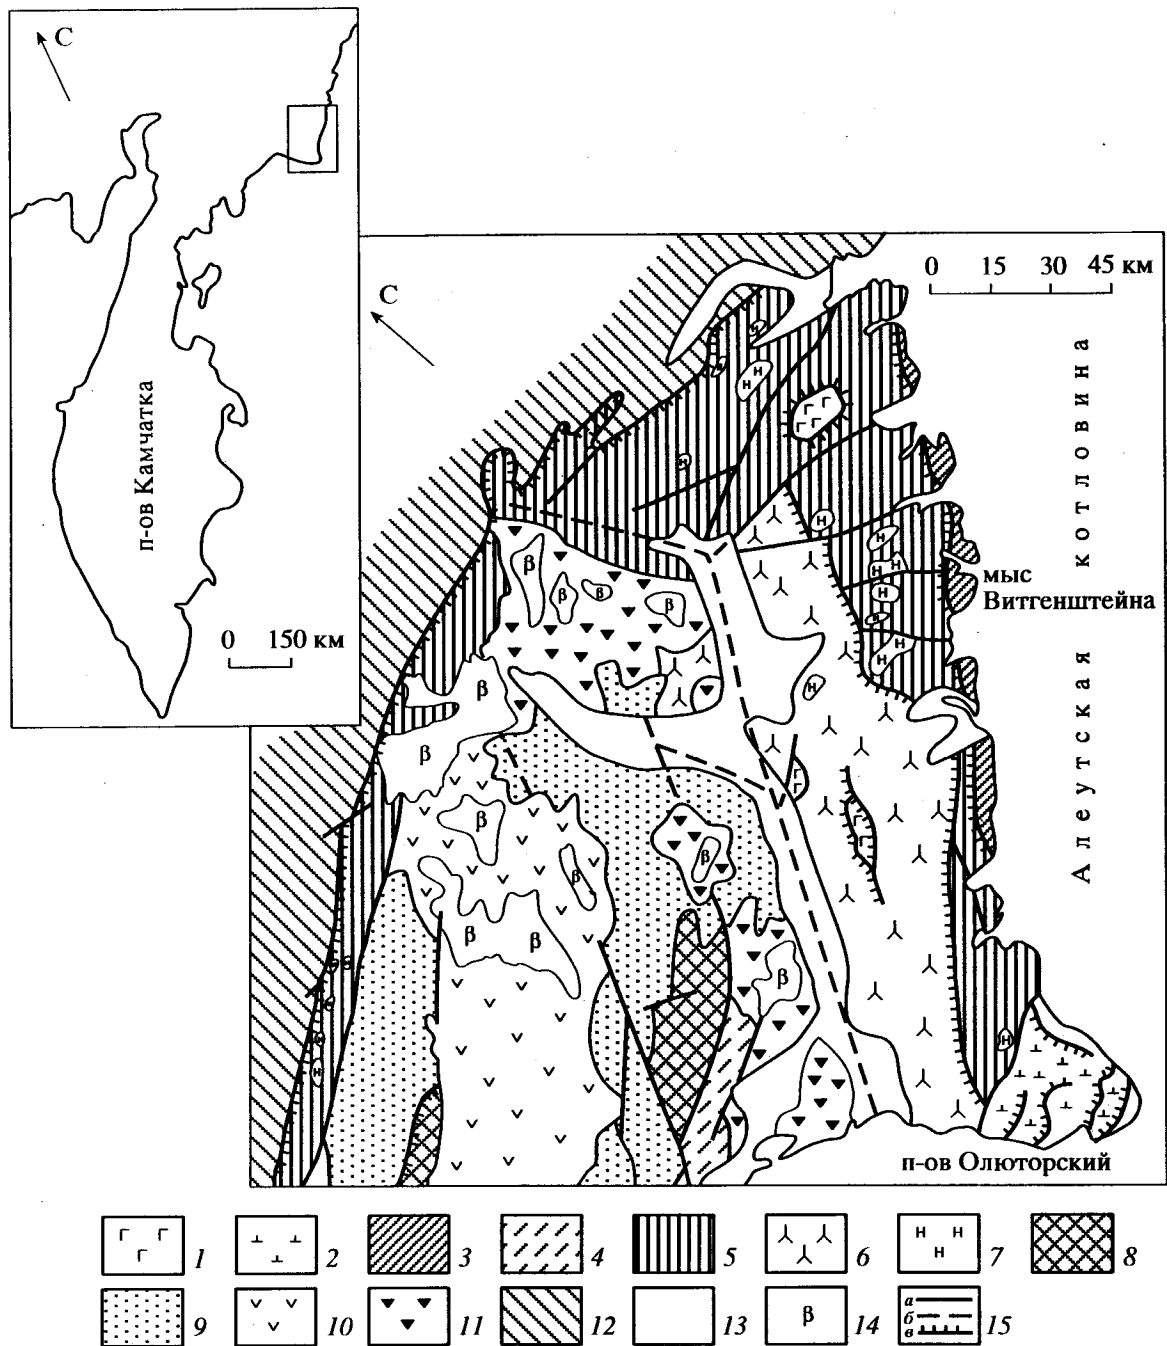 С
п-ов Камчатка
0 150 км
С
0 15 30 45 км
Алеутская котловина
мыс
Витгенштейна
п-ов Олюторский
Г Г Г 1
2
3
4
5
6
н н н 7
8
9
10
11
12
13
β 14
а б в 15